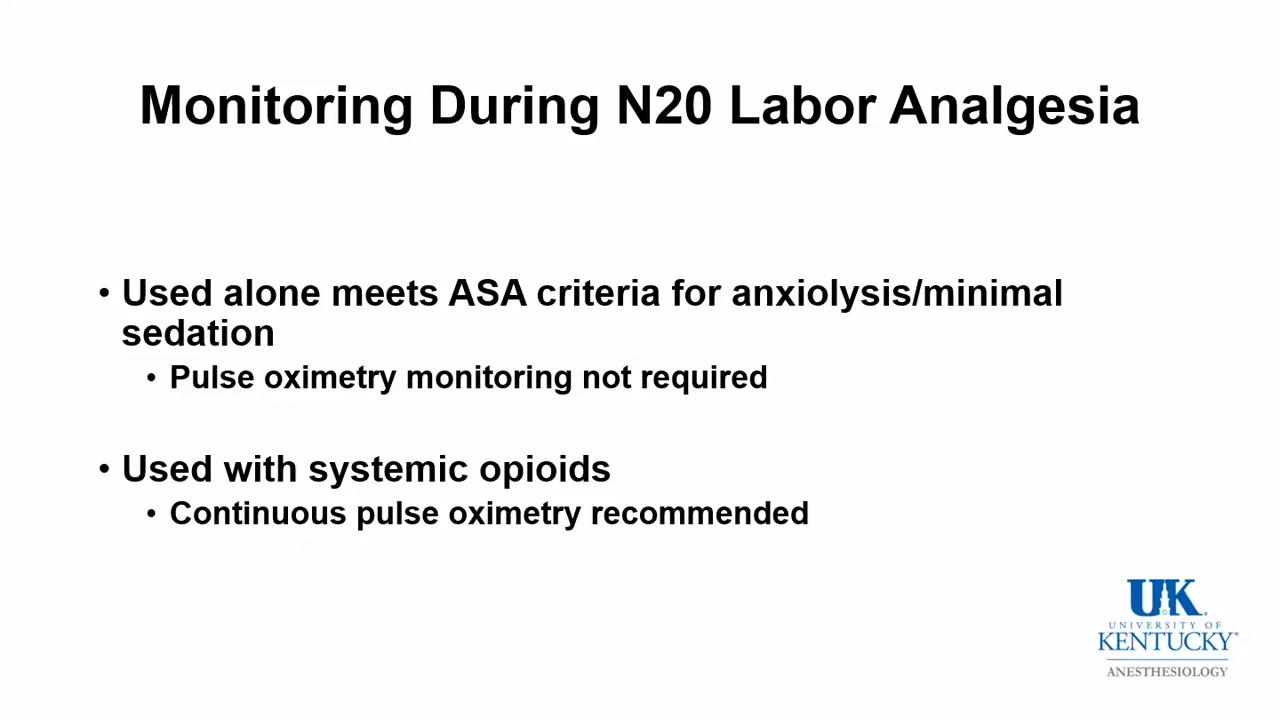 Monitoring During N20 Labor Analgesia
• Used alone meets ASA criteria for anxiolysis/minimal
sedation
• Pulse oximetry monitoring not required
• Used with systemic opioids
• Continuous pulse oximetry recommended
UK
UNIVERSITY OF
KENTUCKY®
ANESTHESIOLOGY